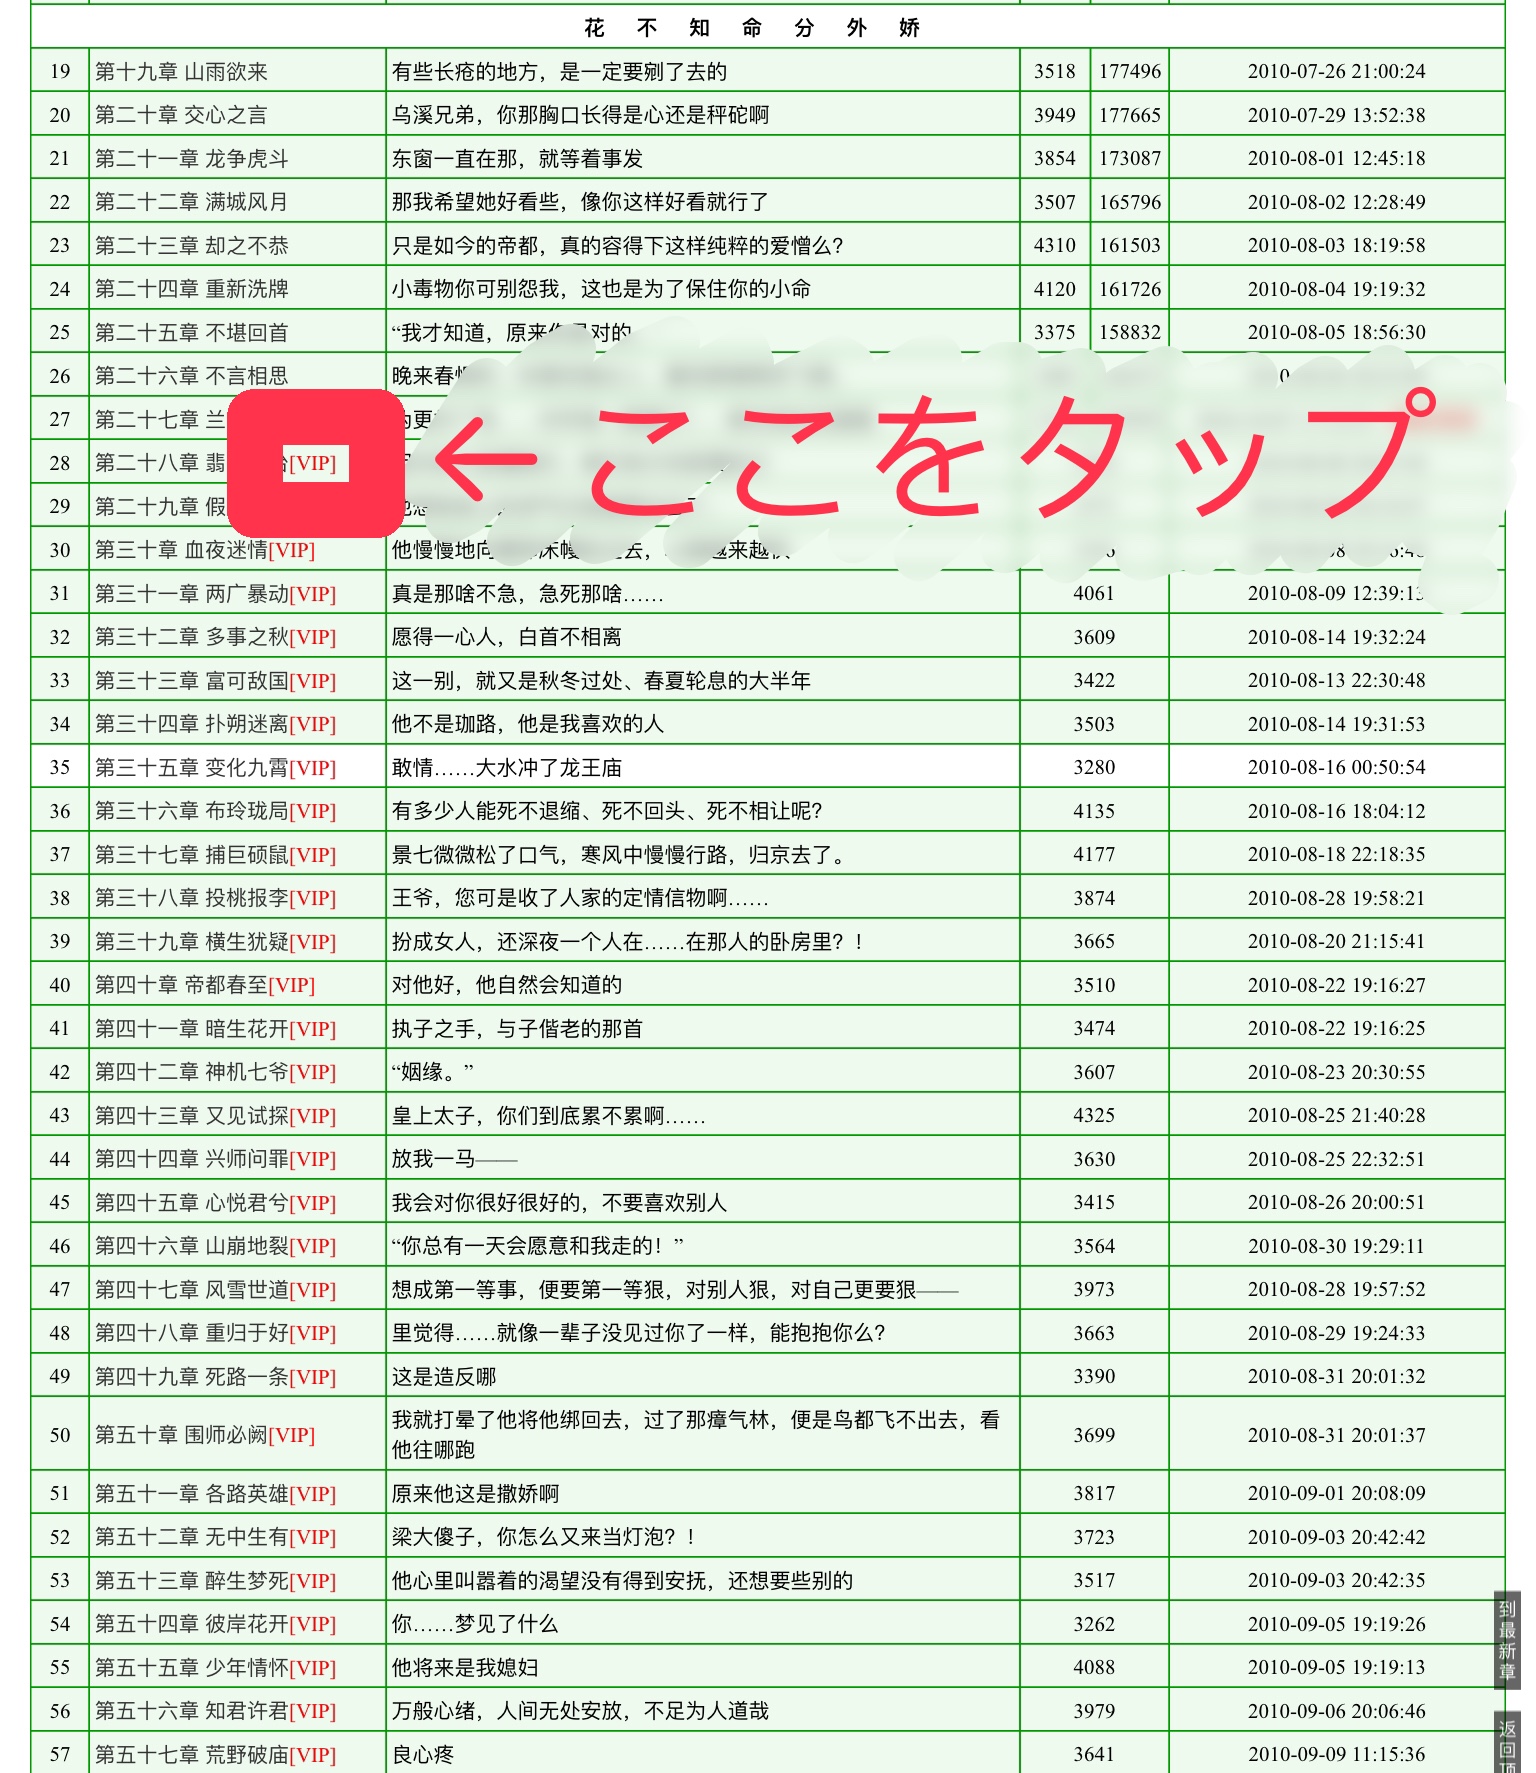 花 不 知 命 分 外 娇
19 第十九章 山雨欲来 有些长疮的地方，是一定要剜了去的 3518 177496 2010-07-26 21:00:24
20 第二十章 交心之言 乌溪兄弟，你那胸口长得是心还是秤砣啊 3949 177665 2010-07-29 13:52:38
21 第二十一章 龙争虎斗 东窗一直在那，就等着事发 3854 173087 2010-08-01 12:45:18
22 第二十二章 满城风月 那我希望她好看些，像你这样好看就行了 3507 165796 2010-08-02 12:28:49
23 第二十三章 却之不恭 只是如今的帝都，真的容得下这样纯粹的爱憎么？ 4310 161503 2010-08-03 18:19:58
24 第二十四章 重新洗牌 小毒物你可别怨我，这也是为了保住你的小命 4120 161726 2010-08-04 19:19:32
25 第二十五章 不堪回首 “我才知道，原来 对的 3375 158832 2010-08-05 18:56:30
26 第二十六章 不言相思 晚来春
27 第二十七章 兰 更
28 第二十八章 翡 [VIP]
←ここをタップ
29 第二十九章 假
30 第三十章 血夜迷情[VIP] 他慢慢地向 床 去， 越来越
31 第三十一章 两广暴动[VIP] 真是那啥不急，急死那啥…… 4061 2010-08-09 12:39:13
32 第三十二章 多事之秋[VIP] 愿得一心人，白首不相离 3609 2010-08-14 19:32:24
33 第三十三章 富可敌国[VIP] 这一别，就又是秋冬过处、春夏轮息的大半年 3422 2010-08-13 22:30:48
34 第三十四章 扑朔迷离[VIP] 他不是珈路，他是我喜欢的人 3503 2010-08-14 19:31:53
35 第三十五章 变化九霄[VIP] 敢情……大水冲了龙王庙 3280 2010-08-16 00:50:54
36 第三十六章 布玲珑局[VIP] 有多少人能死不退缩、死不回头、死不相让呢？ 4135 2010-08-16 18:04:12
37 第三十七章 捕巨硕鼠[VIP] 景七微微松了口气，寒风中慢慢行路，归京去了。 4177 2010-08-18 22:18:35
38 第三十八章 投桃报李[VIP] 王爷，您可是收了人家的定情信物啊…… 3874 2010-08-28 19:58:21
39 第三十九章 横生犹疑[VIP] 扮成女人，还深夜一个人在……在那人的卧房里？！ 3665 2010-08-20 21:15:41
40 第四十章 帝都春至[VIP] 对他好，他自然会知道的 3510 2010-08-22 19:16:27
41 第四十一章 暗生花开[VIP] 执子之手，与子偕老的那首 3474 2010-08-22 19:16:25
42 第四十二章 神机七爷[VIP] “姻缘。” 3607 2010-08-23 20:30:55
43 第四十三章 又见试探[VIP] 皇上太子，你们到底累不累啊…… 4325 2010-08-25 21:40:28
44 第四十四章 兴师问罪[VIP] 放我一马—— 3630 2010-08-25 22:32:51
45 第四十五章 心悦君兮[VIP] 我会对你很好很好的，不要喜欢别人 3415 2010-08-26 20:00:51
46 第四十六章 山崩地裂[VIP] “你总有一天会愿意和我走的！” 3564 2010-08-30 19:29:11
47 第四十七章 风雪世道[VIP] 想成第一等事，便要第一等狠，对别人狠，对自己更要狠—— 3973 2010-08-28 19:57:52
48 第四十八章 重归于好[VIP] 里觉得……就像一辈子没见过你了一样，能抱抱你么？ 3663 2010-08-29 19:24:33
49 第四十九章 死路一条[VIP] 这是造反哪 3390 2010-08-31 20:01:32
50 第五十章 围师必阙[VIP] 我就打晕了他将他绑回去，过了那瘴气林，便是鸟都飞不出去，看
他往哪跑 3699 2010-08-31 20:01:37
51 第五十一章 各路英雄[VIP] 原来他这是撒娇啊 3817 2010-09-01 20:08:09
52 第五十二章 无中生有[VIP] 梁大傻子，你怎么又来当灯泡？！ 3723 2010-09-03 20:42:42
53 第五十三章 醉生梦死[VIP] 他心里叫嚣着的渴望没有得到安抚，还想要些别的 3517 2010-09-03 20:42:35
54 第五十四章 彼岸花开[VIP] 你……梦见了什么 3262 2010-09-05 19:19:26
55 第五十五章 少年情怀[VIP] 他将来是我媳妇 4088 2010-09-05 19:19:13
56 第五十六章 知君许君[VIP] 万般心绪，人间无处安放，不足为人道哉 3979 2010-09-06 20:06:46
57 第五十七章 荒野破庙[VIP] 良心疼 3641 2010-09-09 11:15:36
到最新章
返回顶